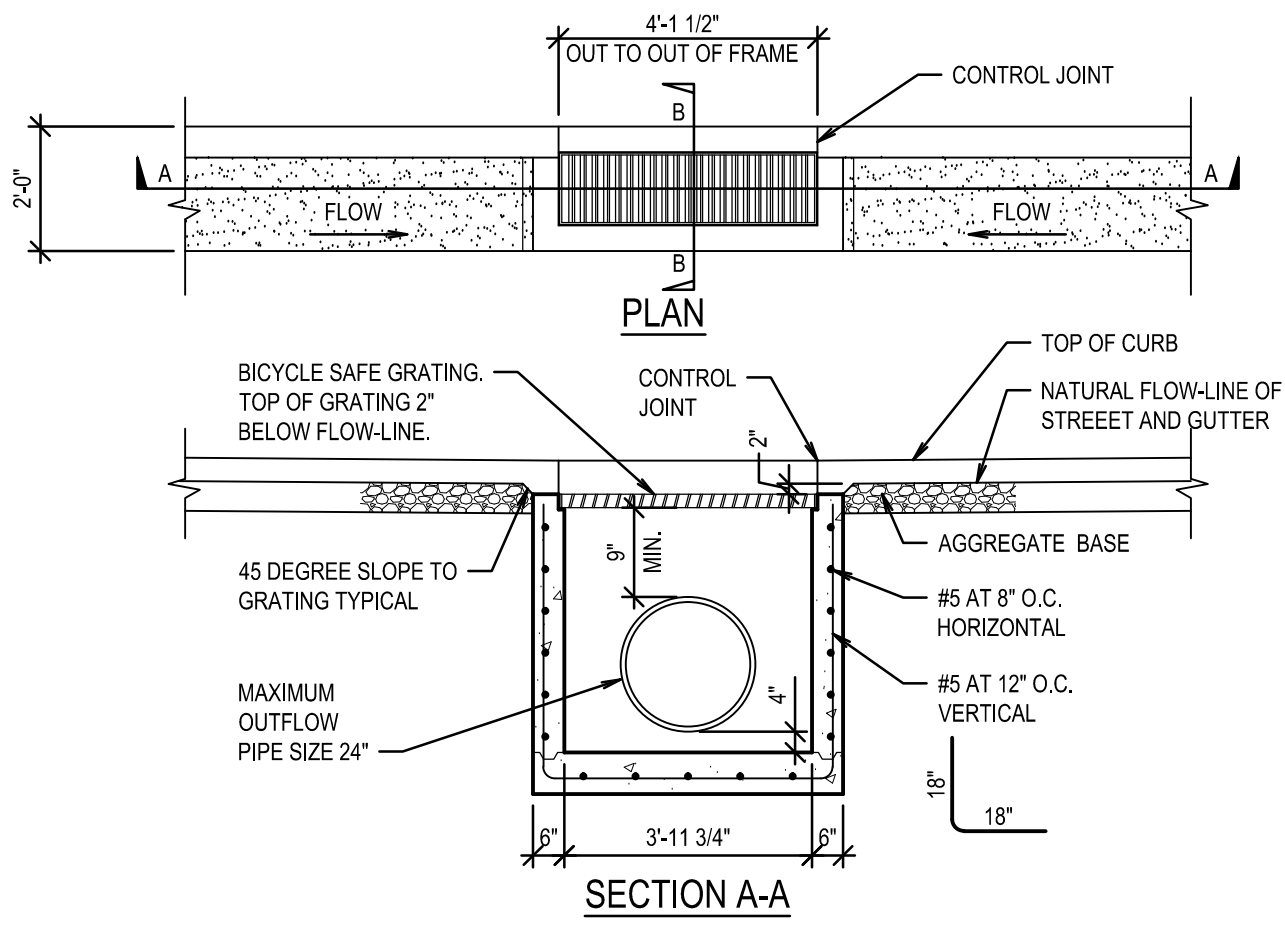 4'-1 1/2"
OUT TO OUT OF FRAME
CONTROL JOINT
B
A
A
2'-0"
FLOW
FLOW
B
PLAN
BICYCLE SAFE GRATING.
TOP OF GRATING 2"
BELOW FLOW-LINE.
CONTROL
JOINT
2"
TOP OF CURB
NATURAL FLOW-LINE OF
STREEET AND GUTTER
9"
MIN.
AGGREGATE BASE
45 DEGREE SLOPE TO
GRATING TYPICAL
#5 AT 8" O.C.
HORIZONTAL
#5 AT 12" O.C.
VERTICAL
MAXIMUM
OUTFLOW
PIPE SIZE 24"
4"
18"
18"
6"
3'-11 3/4"
6"
SECTION A-A